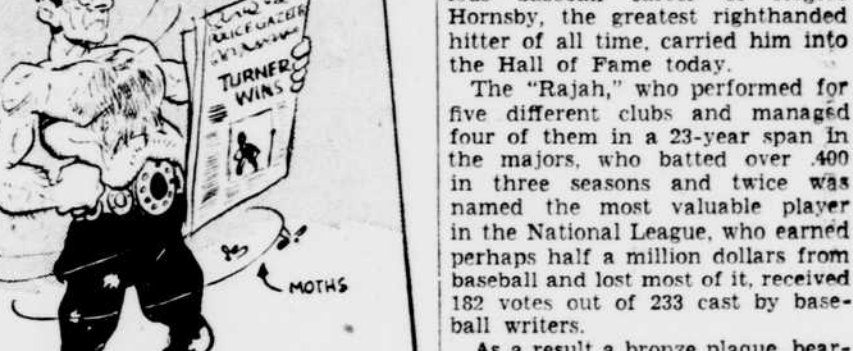 POLICE GAZETTE
TURNER
WINS
MOTHS
Hornsby, the greatest righthanded
hitter of all time, carried him into
the Hall of Fame today.
The “Rajah,” who performed for
five different clubs and managed
four of them in a 23-year span in
the majors, who batted over .400
in three seasons and twice was
named the most valuable player
in the National League, who earned
perhaps half a million dollars from
baseball and lost most of it, received
182 votes out of 233 cast by base-
ball writers.
As a result a bronze plaque, bear-